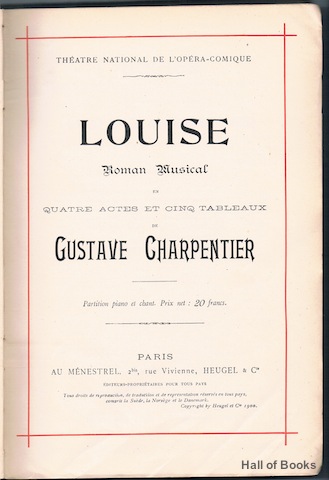 THÉATRE NATIONAL DE L'OPÉRA-COMIQUE
LOUISE
Roman Musical
EN
QUATRE ACTES ET CINQ TABLEAUX
DE
GUSTAVE CHARPENTIER
Partition piano et chant. Prix net : 20 francs.
PARIS
AU MÉNESTREL, 2bis, rue Vivienne, HEUGEL & Cie
ÉDITEURS-PROPRIÉTAIRES POUR TOUS PAYS
Tous droits de reproduction, de traduction et de représentation réservés en tous pays,
compris la Suède, la Norvège et le Danemark.
Copyright by Heugel et Cie 1900.
Hall of Books